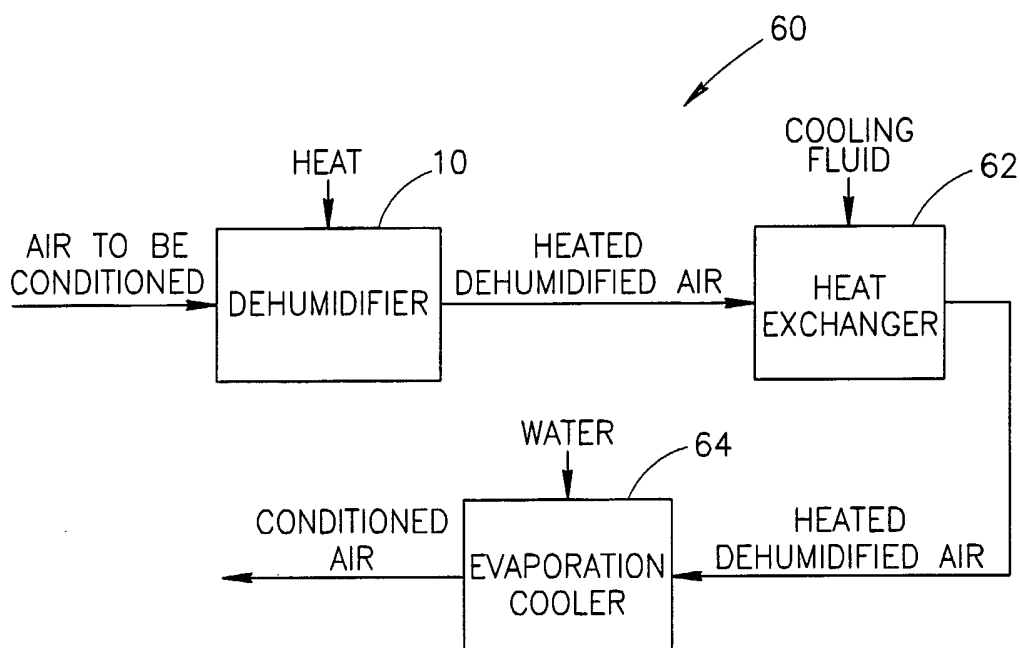 60
COOLING
FLUID
HEAT
10
62
AIR TO BE
CONDITIONED
DEHUMIDIFIER
HEATED
DEHUMIDIFIED AIR
HEAT
EXCHANGER
WATER
64
CONDITIONED
AIR
EVAPORATION
COOLER
HEATED
DEHUMIDIFIED AIR